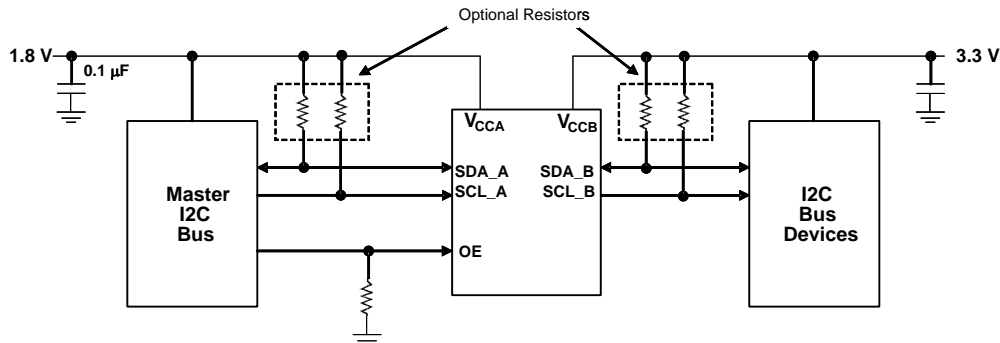 Optional Resistors
1.8 V
0.1 μF
3.3 V
VCCA
VCCB
SDA_A
SCL_A
SDA_B
SCL_B
OE
Master
I2C
Bus
I2C
Bus
Devices